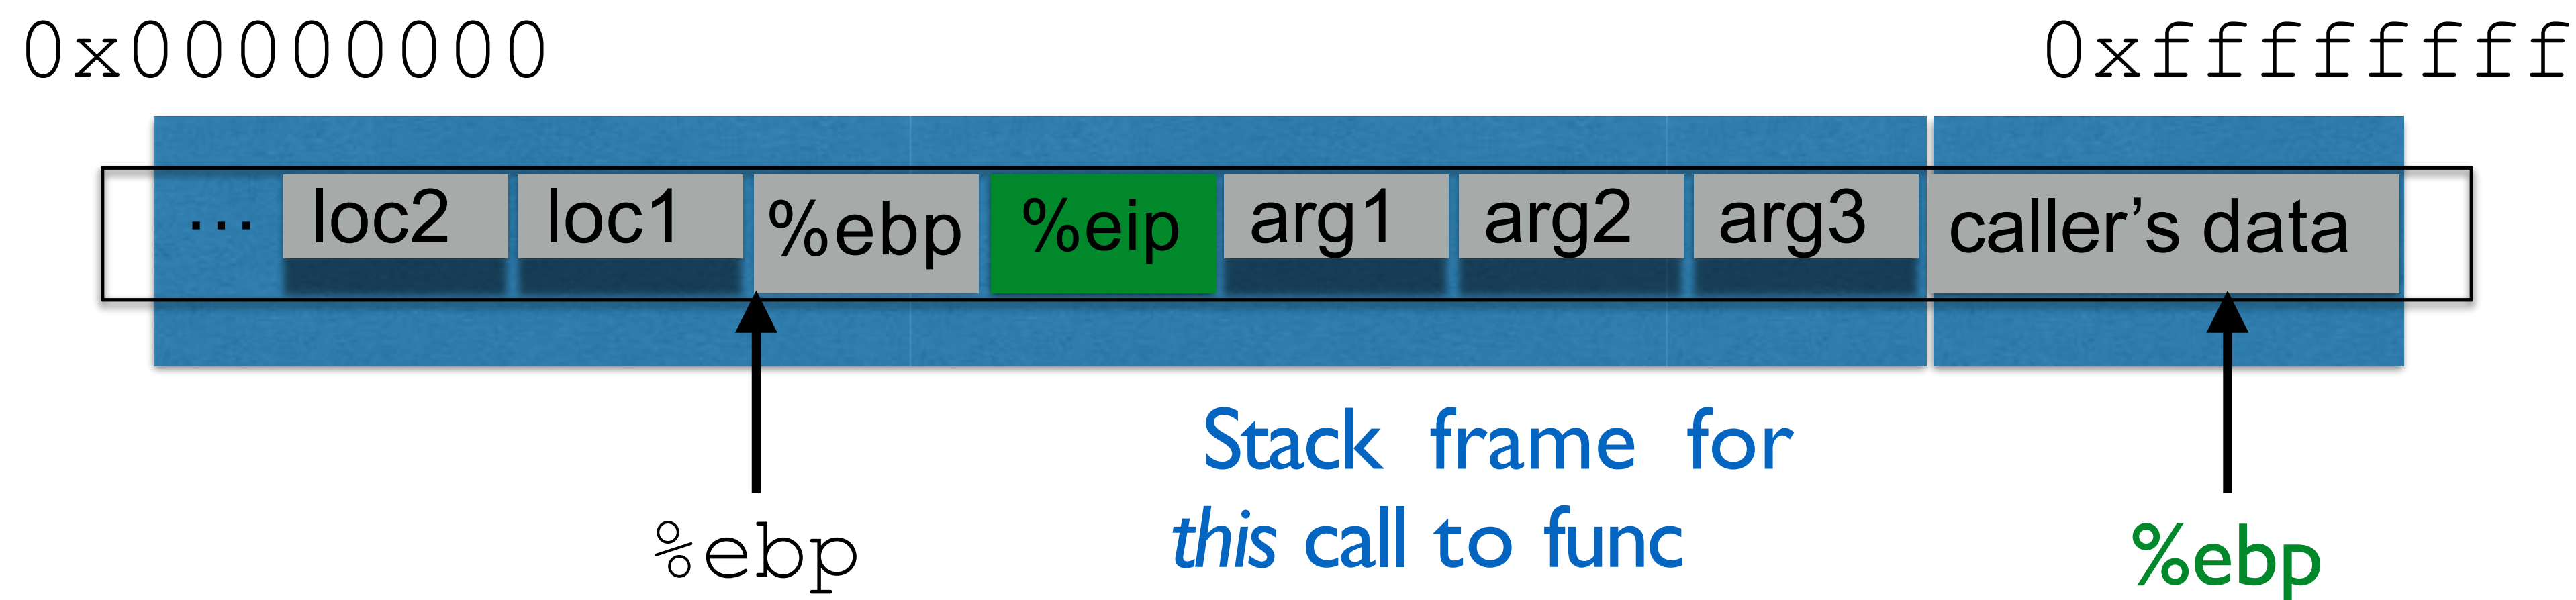 0x00000000 0xffffffff
... loc2 loc1 %ebp %eip arg1 arg2 arg3 caller’s data
Stack frame for
this call to func
%ebp %ebp